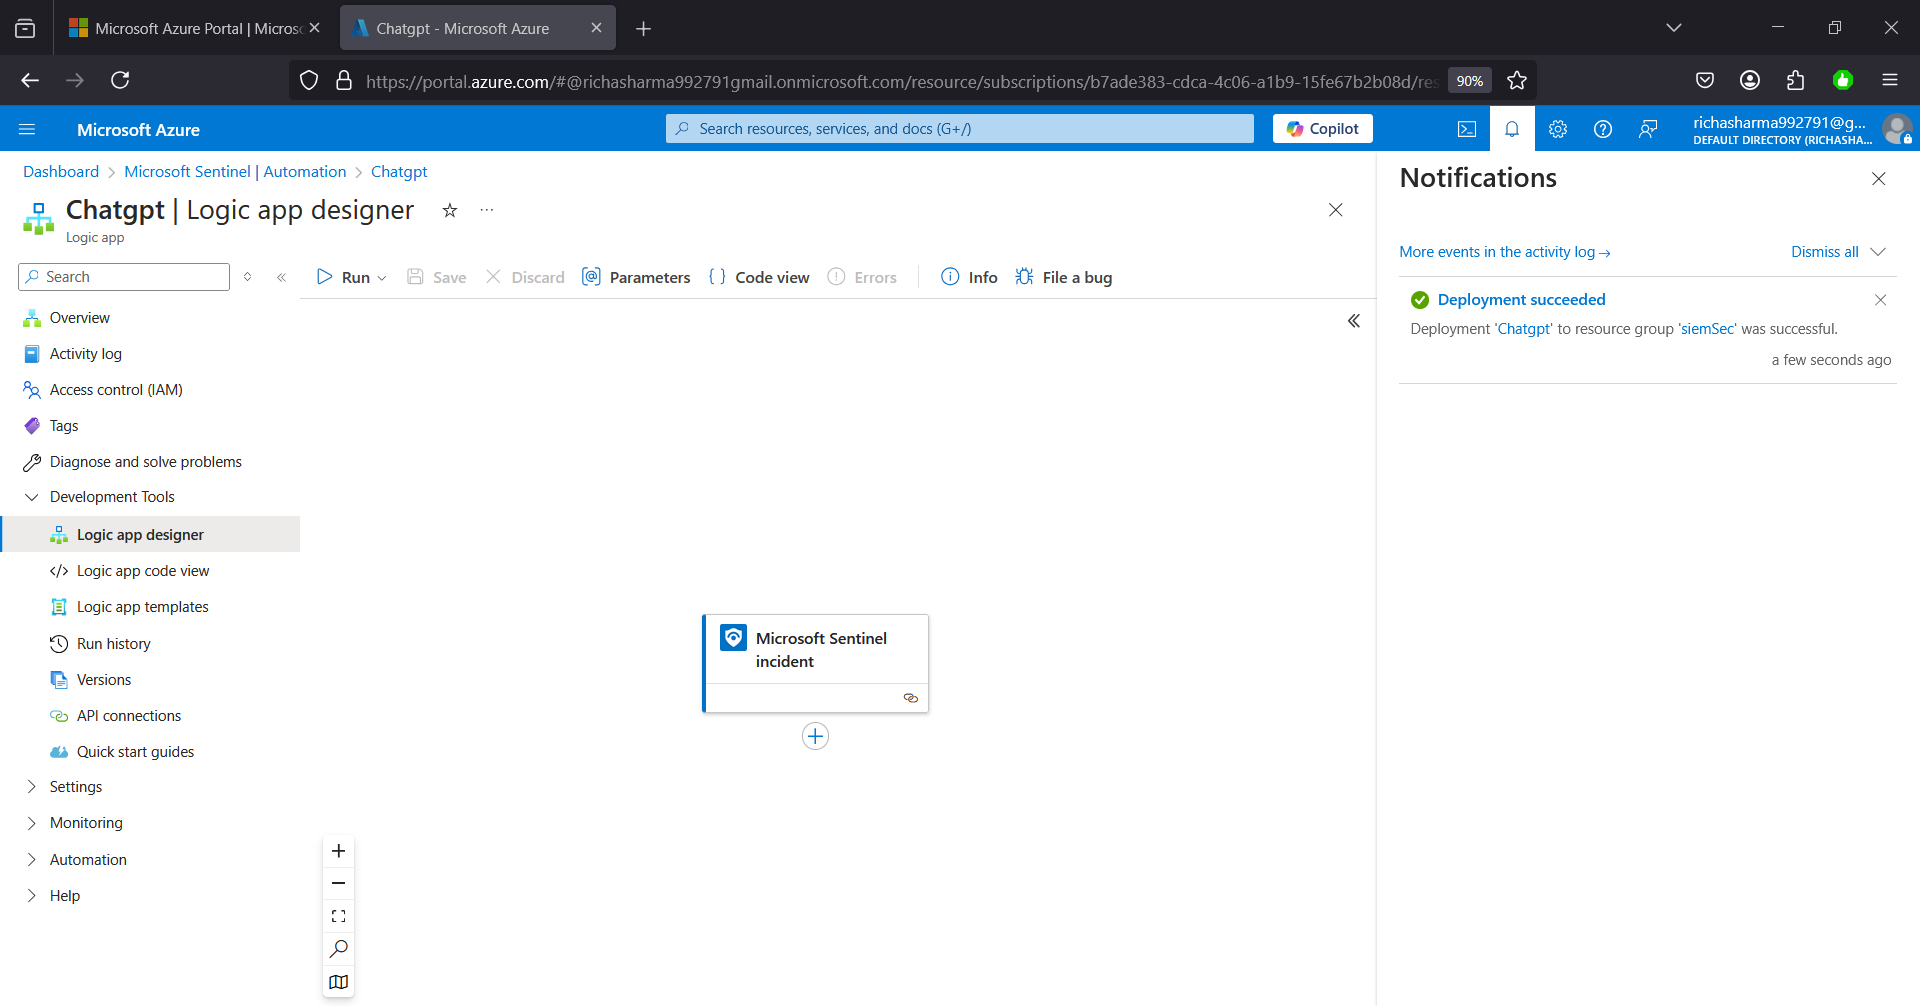 Microsoft Azure Portal | Micros
Chatgpt - Microsoft Azure
https://portal.azure.com/#@richasharma992791gmail.onmicrosoft.com/resource/subscriptions/b7ade383-cdca-4c06-a1b9-15fe67b2b08d/res
90%
Microsoft Azure
Search resources, services, and docs (G+/)
Copilot
richasharma992791@g...
DEFAULT DIRECTORY (RICHASHA...
Dashboard > Microsoft Sentinel | Automation > Chatgpt
Chatgpt | Logic app designer
Logic app
Search
Run
Save
Discard
Parameters
Code view
Errors
Info
File a bug
Overview
Activity log
Access control (IAM)
Tags
Diagnose and solve problems
Development Tools
Logic app designer
Logic app code view
Logic app templates
Run history
Versions
API connections
Quick start guides
Settings
Monitoring
Automation
Help
Microsoft Sentinel
incident
Notifications
More events in the activity log →
Dismiss all
Deployment succeeded
Deployment 'Chatgpt' to resource group 'siemSec' was successful.
a few seconds ago